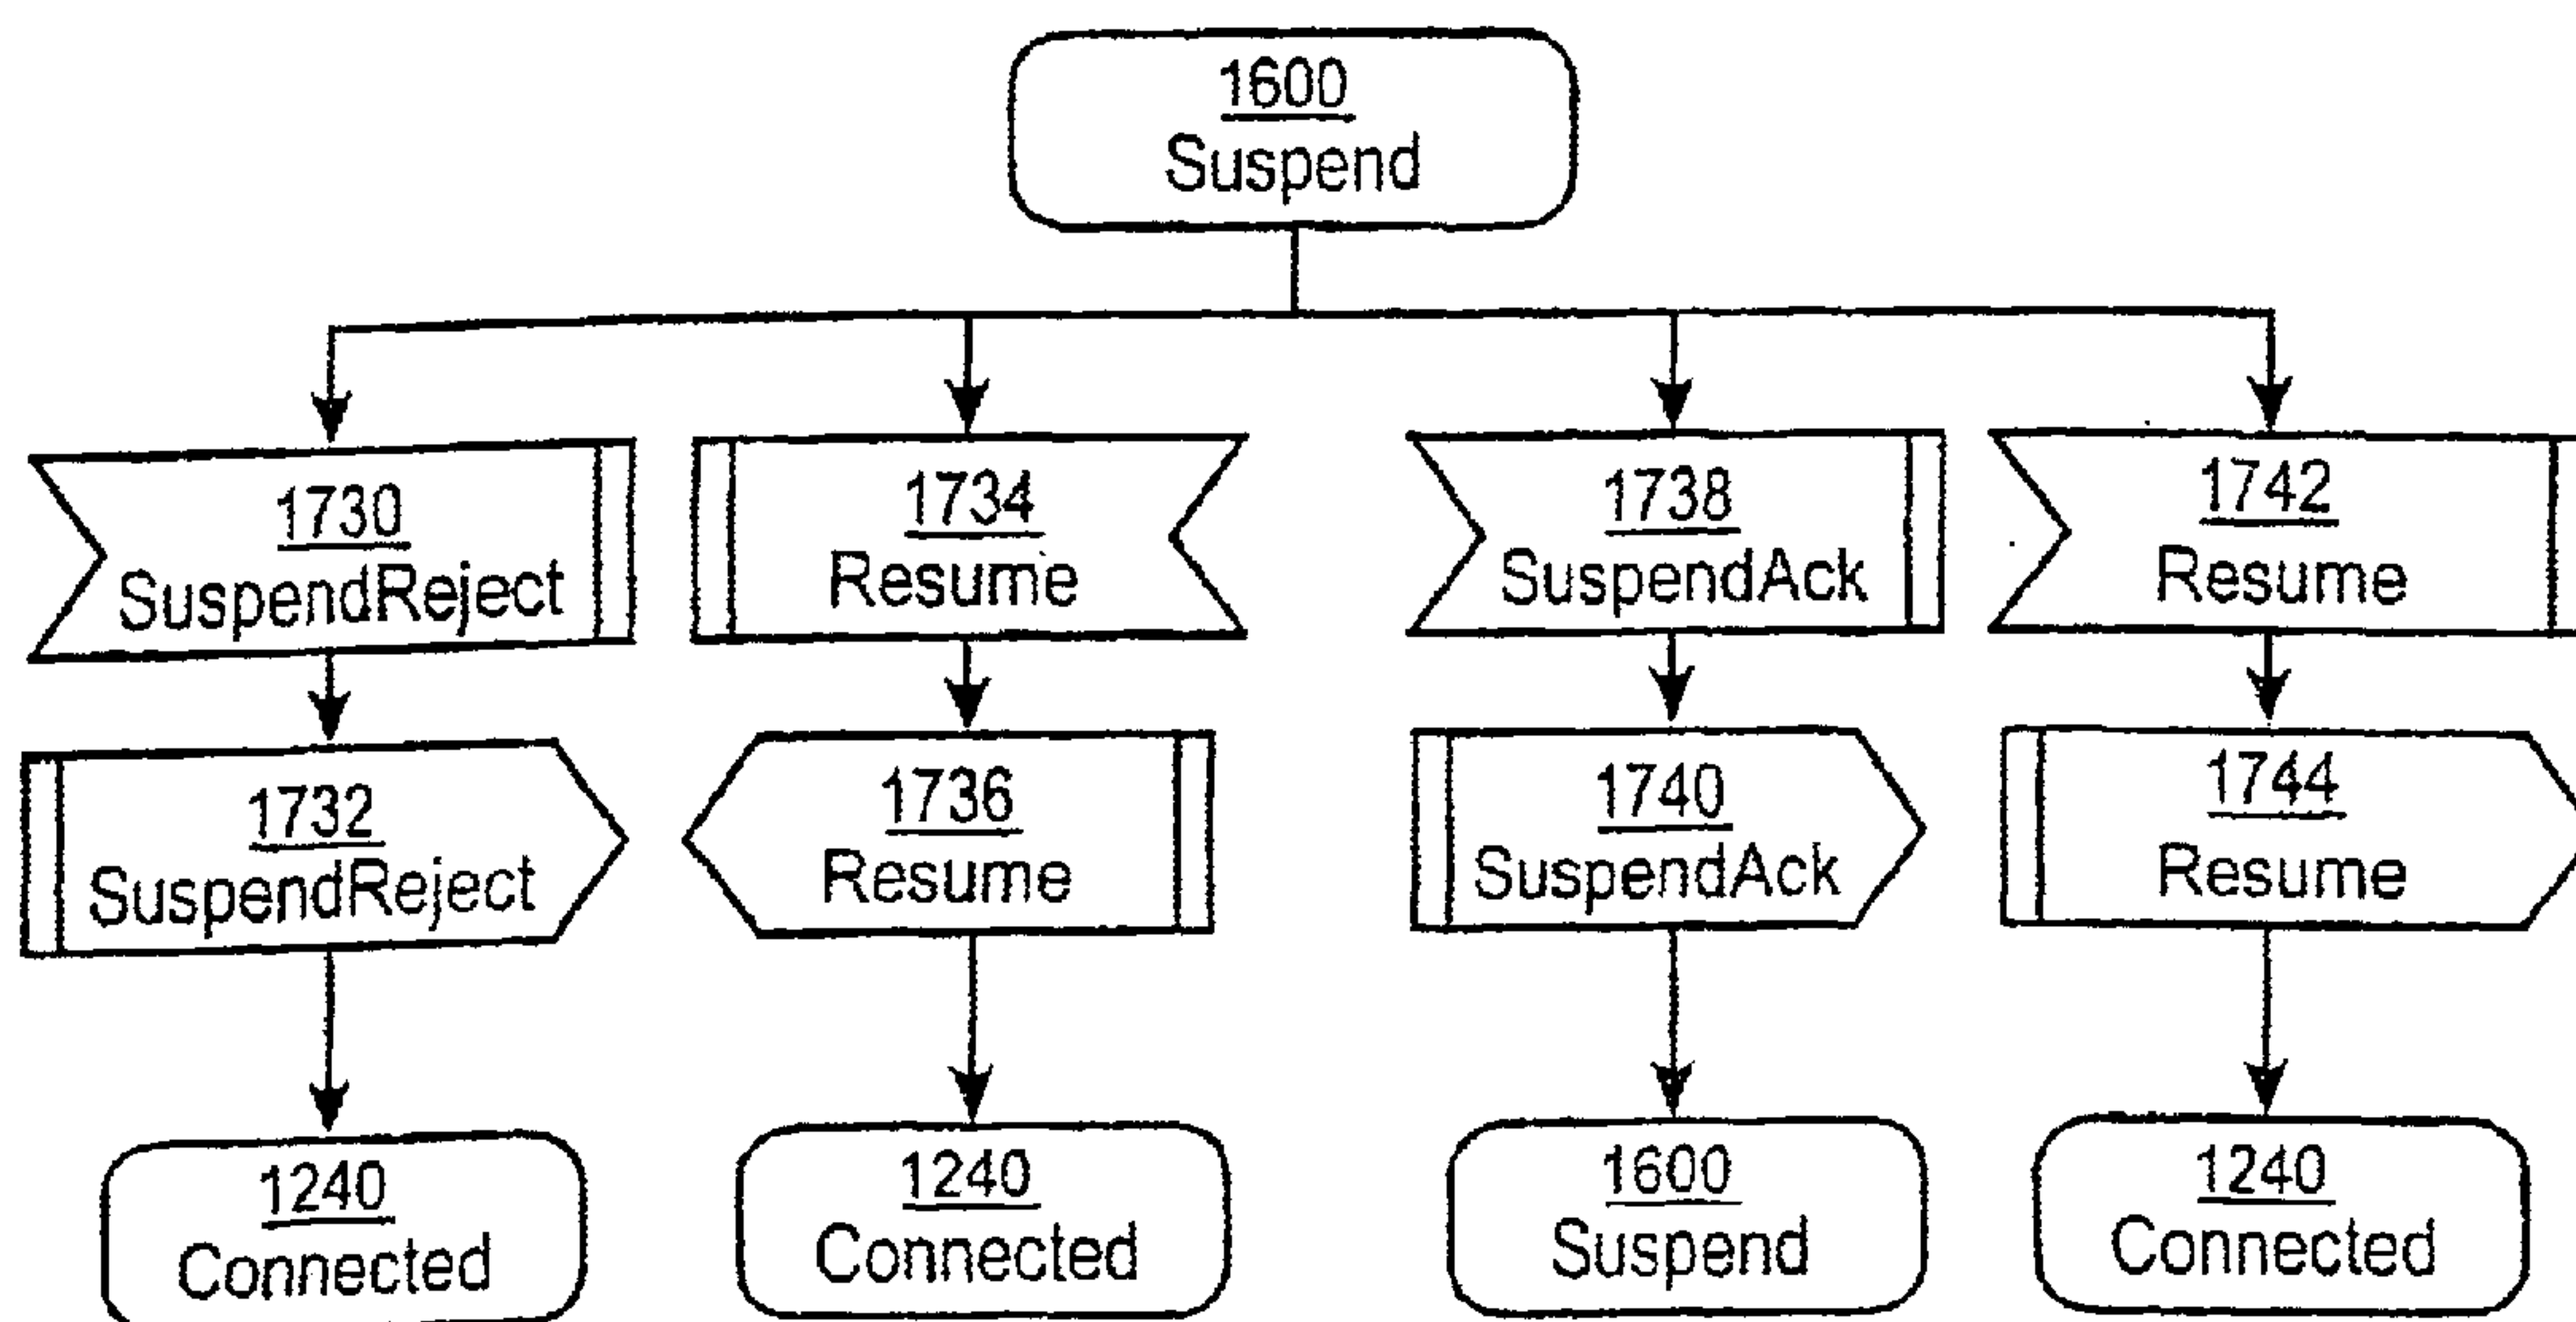 1600
Suspend
1730
SuspendReject
1734
Resume
1738
SuspendAck
1742
Resume
1732
SuspendReject
1736
Resume
1740
SuspendAck
1744
Resume
1240
Connected
1240
Connected
1600
Suspend
1240
Connected